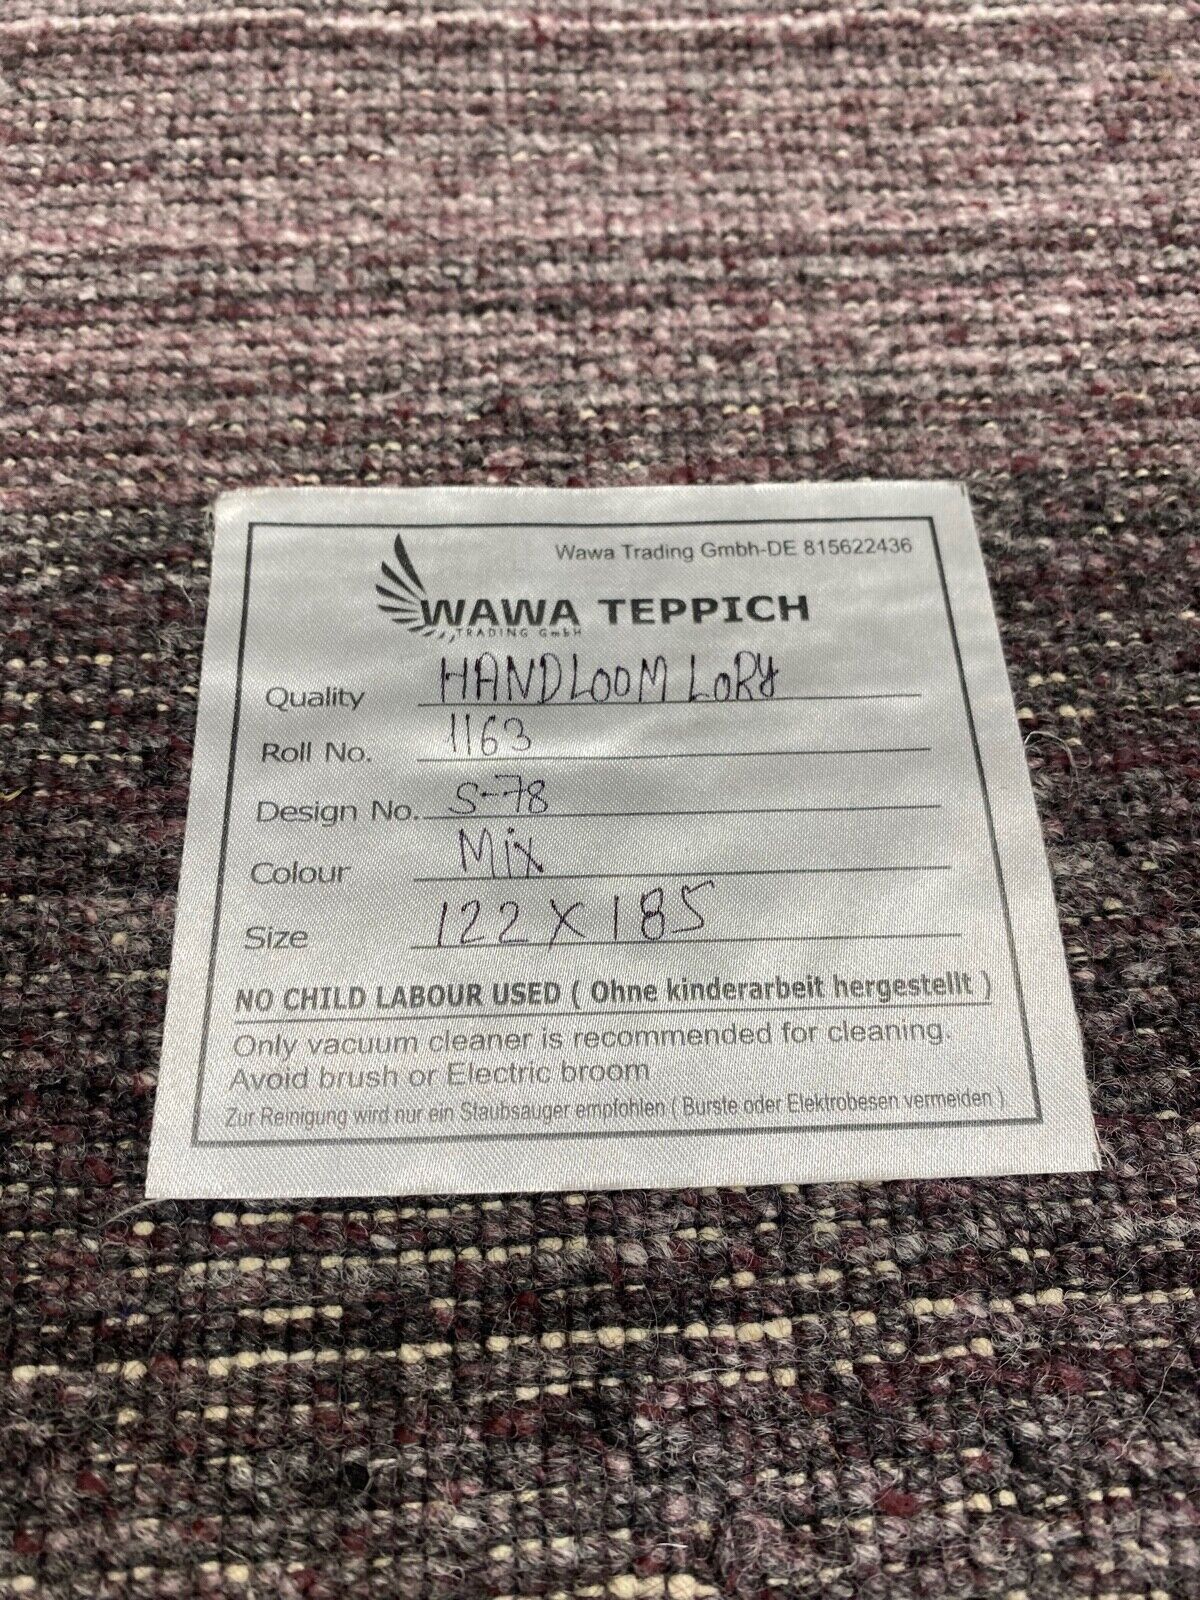 Wawa Trading Gmbh-DE 815622436
WAWA TEPPICH
TRADING GmbH
Quality HANDLOOM LORY
Roll No. 1163
Design No. S-78
Colour Mix
Size 122 X 185
NO CHILD LABOUR USED ( Ohne kinderarbeit hergestellt )
Only vacuum cleaner is recommended for cleaning.
Avoid brush or Electric broom
Zur Reinigung wird nur ein Staubsauger empfohlen ( Burste oder Elektrobesen vermeiden )